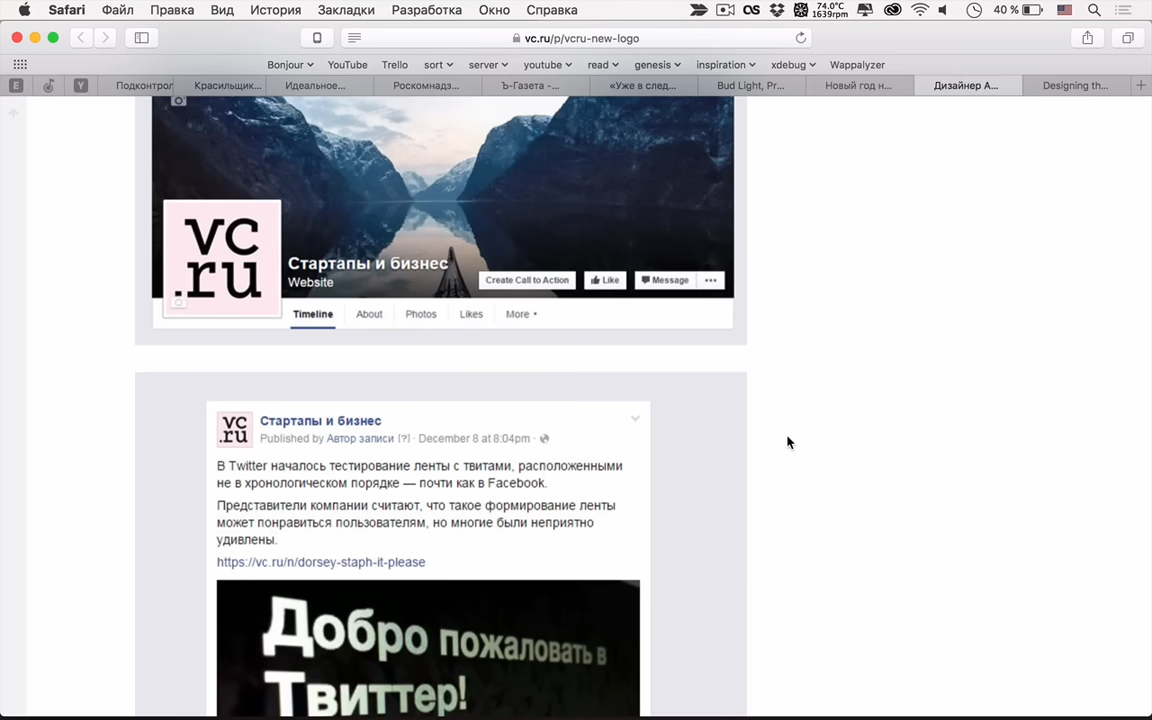 Safari Файл Правка Вид История Закладки Разработка Окно Справка 74.0°C 1639rpm 40 %
vc.ru/p/vcru-new-logo
Bonjour YouTube Trello sort server youtube read genesis inspiration xdebug Wappalyzer
E Y Подконтрол Красильщик... Идеальное... Роскомнадз... Ъ-Газета -... «Уже в след... Bud Light, Pr... Новый год н... Дизайнер А... Designing th...
vc
.ru
Стартапы и бизнес
Website
Create Call to Action Like Message
Timeline About Photos Likes More
vc
.ru
Стартапы и бизнес
Published by Автор записи [?] · December 8 at 8:04pm ·
В Twitter началось тестирование ленты с твитами, расположенными
не в хронологическом порядке — почти как в Facebook.
Представители компании считают, что такое формирование ленты
может понравиться пользователям, но многие были неприятно
удивлены.
https://vc.ru/n/dorsey-staph-it-please
Добро пожаловать в
Твиттер!